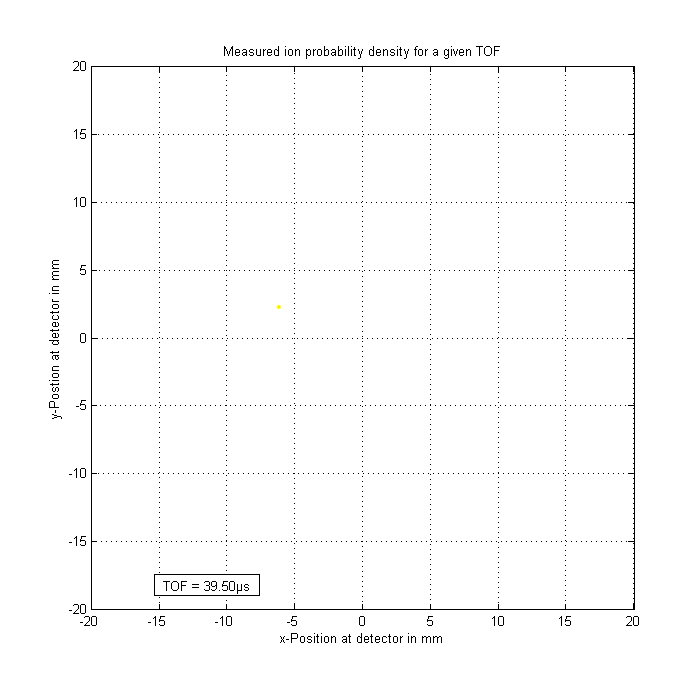 Measured ion probability density for a given TOF
20
15
10
5
0
-5
-10
-15
-20
y-Postion at detector in mm
TOF = 39.50µs
-20 -15 -10 -5 0 5 10 15 20
x-Position at detector in mm